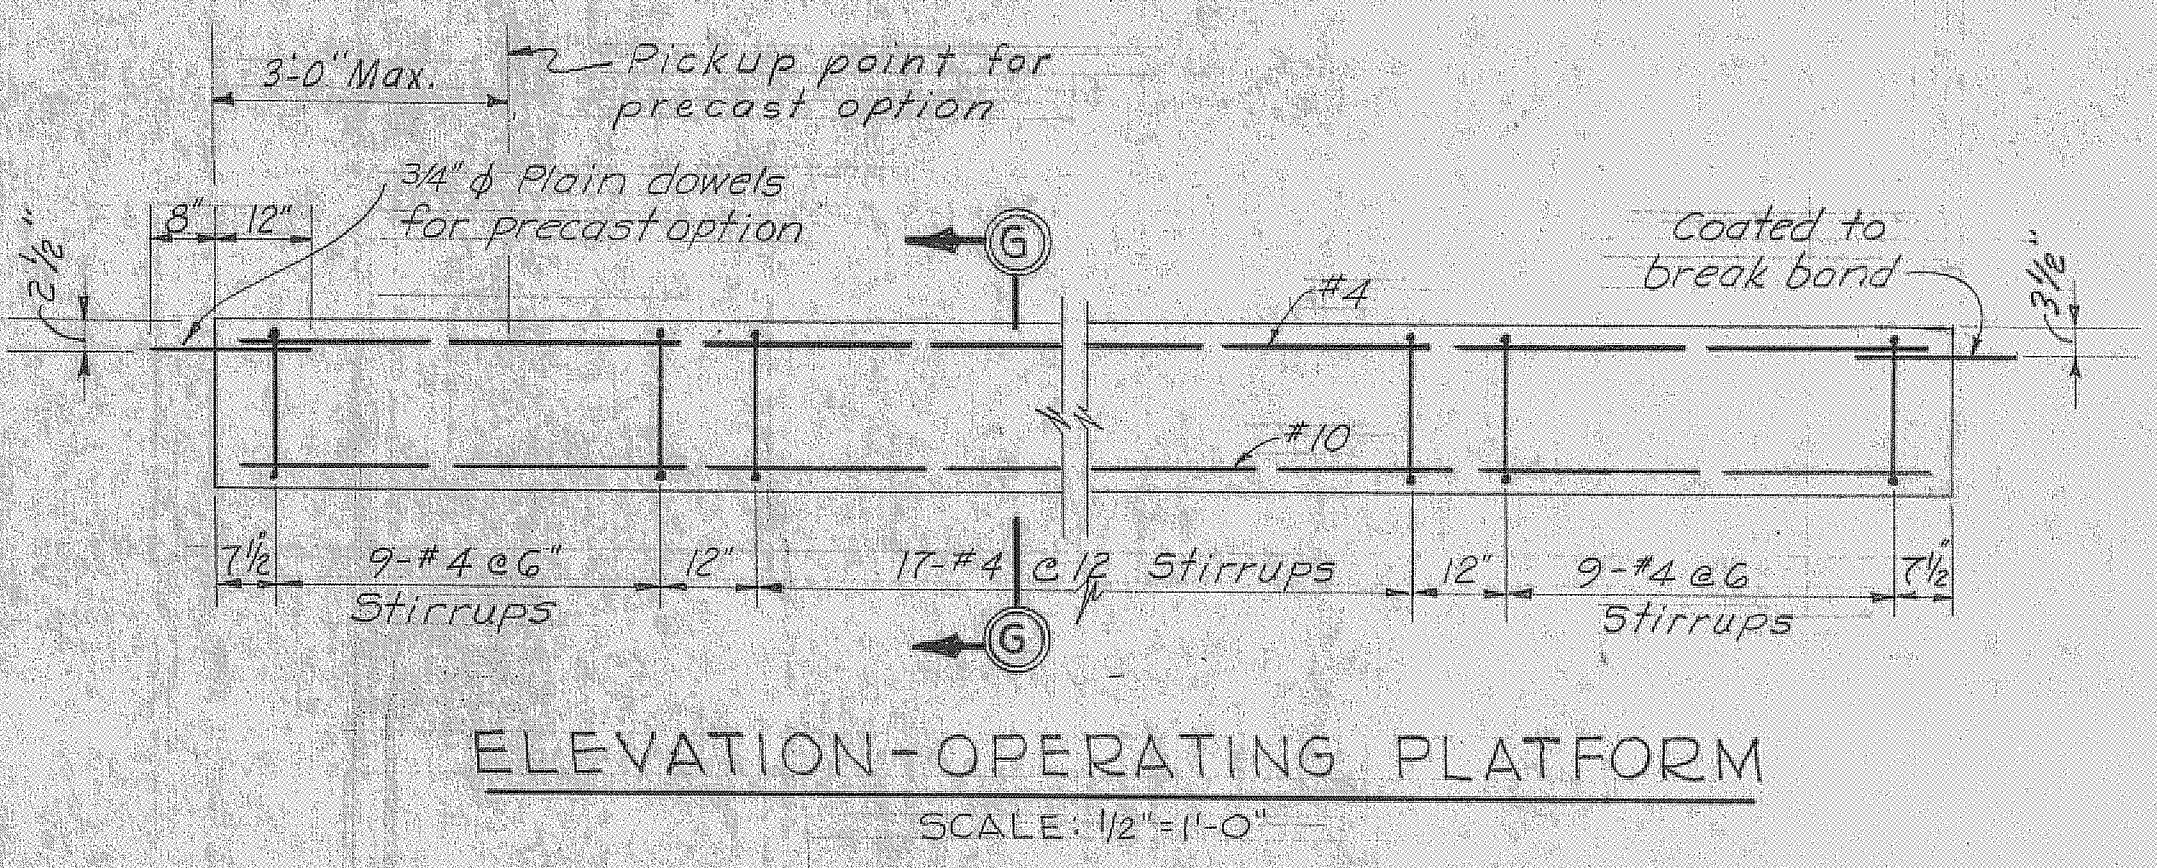 3'-0" Max.
Pickup point for
precast option
3/4" ϕ Plain dowels
for precast option
8"
12"
2 1/2"
G
#4
Coated to
break bond
3 1/2"
#10
7 1/2"
9-#4 @ 6"
Stirrups
12"
17-#4 @ 12 Stirrups
12"
9-#4 @ 6
Stirrups
7 1/2"
G
ELEVATION-OPERATING PLATFORM
SCALE: 1/2"=1'-0"